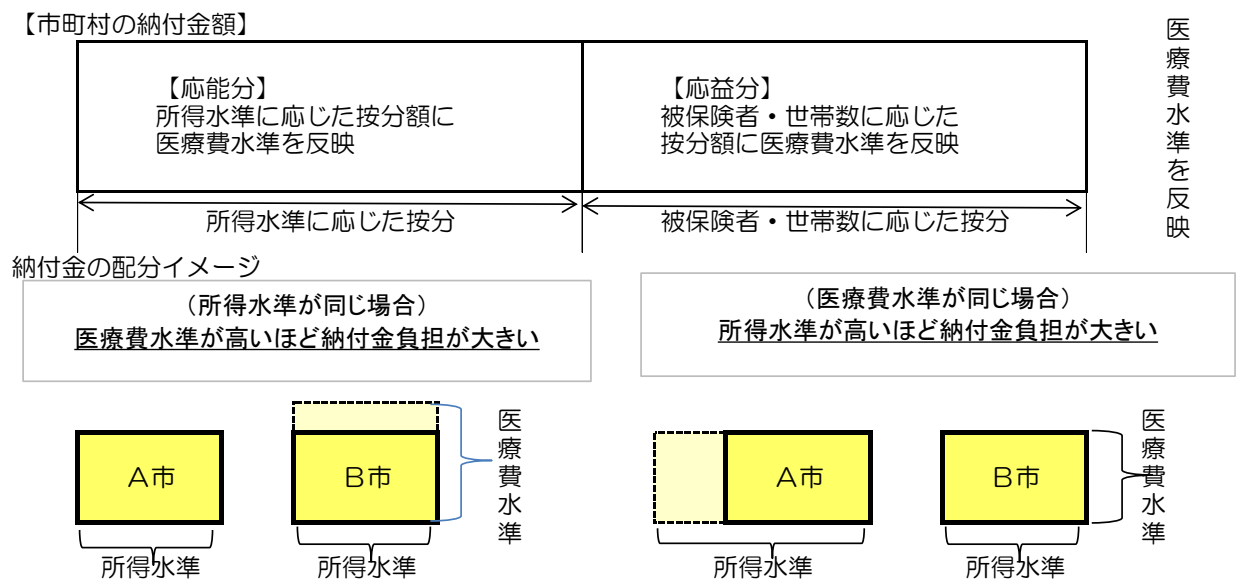 【市町村の納付金額】
【応能分】
所得水準に応じた按分額に
医療費水準を反映
【応益分】
被保険者・世帯数に応じた
按分額に医療費水準を反映
医療費水準を反映
所得水準に応じた按分
被保険者・世帯数に応じた按分
納付金の配分イメージ
（所得水準が同じ場合）
医療費水準が高いほど納付金負担が大きい
（医療費水準が同じ場合）
所得水準が高いほど納付金負担が大きい
A市
B市
医療費水準
所得水準
所得水準
A市
B市
医療費水準
所得水準
所得水準